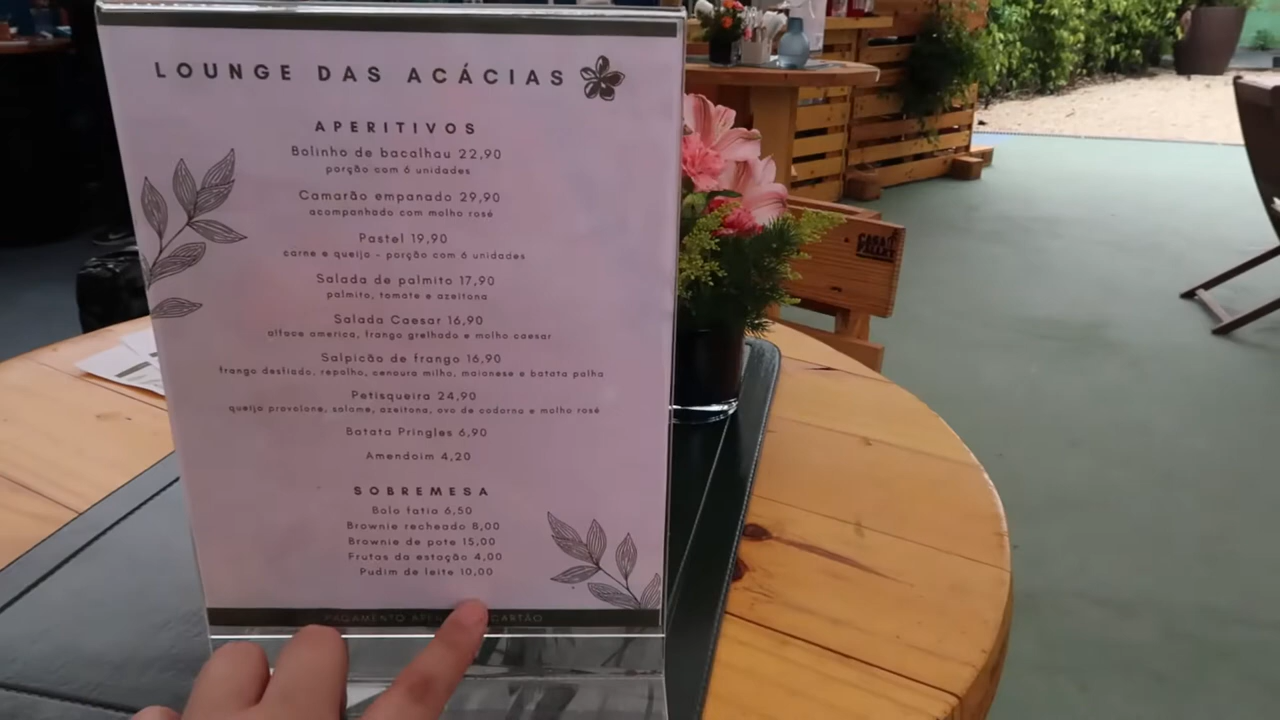 LOUNGE DAS ACÁCIAS
APERITIVOS
Bolinho de bacalhau 22,90
porção com 6 unidades
Camarão empanado 29,90
acompanhado com molho rosé
Pastel 19,90
carne e queijo - porção com 6 unidades
Salada de palmito 17,90
palmito, tomate e azeitona
Salada Caesar 16,90
alface america, frango grelhado e molho caesar
Salpicão de frango 16,90
frango desfiado, repolho, cenoura milho, maionese e batata palha
Petisqueira 24,90
queijo provolone, salame, azeitona, ovo de codorna e molho rosé
Batata Pringles 6,90
Amendoim 4,20
SOBREMESA
Bolo fatia 6,50
Brownie recheado 8,00
Brownie de pote 15,00
Frutas da estação 4,00
Pudim de leite 10,00
PAGAMENTO CARTÃO
CASA PALLET